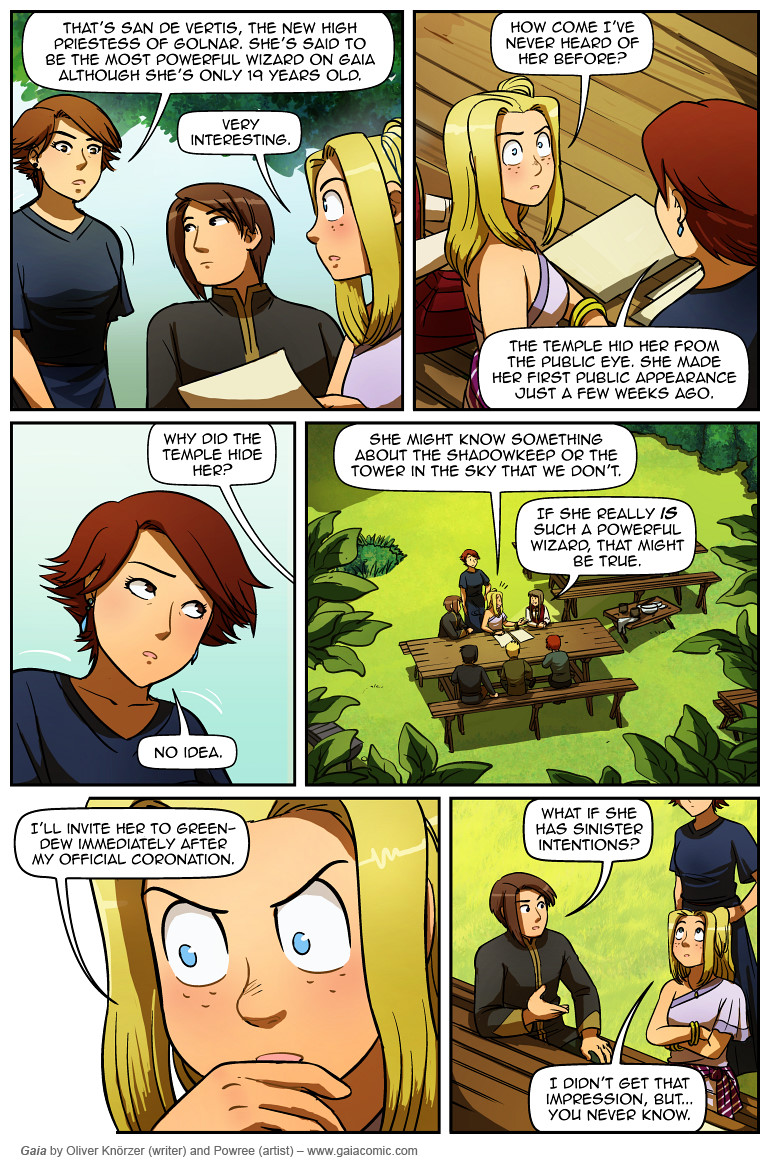 THAT'S SAN DE VERTIS, THE NEW HIGH
PRIESTESS OF GOLNAR. SHE'S SAID TO
BE THE MOST POWERFUL WIZARD ON GAIA
ALTHOUGH SHE'S ONLY 19 YEARS OLD.
VERY
INTERESTING.
HOW COME I'VE
NEVER HEARD OF
HER BEFORE?
THE TEMPLE HID HER FROM
THE PUBLIC EYE. SHE MADE
HER FIRST PUBLIC APPEARANCE
JUST A FEW WEEKS AGO.
WHY DID THE
TEMPLE HIDE
HER?
NO IDEA.
SHE MIGHT KNOW SOMETHING
ABOUT THE SHADOWKEEP OR THE
TOWER IN THE SKY THAT WE DON'T.
IF SHE REALLY IS
SUCH A POWERFUL
WIZARD, THAT MIGHT
BE TRUE.
I'LL INVITE HER TO GREEN-
DEW IMMEDIATELY AFTER
MY OFFICIAL CORONATION.
WHAT IF SHE
HAS SINISTER
INTENTIONS?
I DIDN'T GET THAT
IMPRESSION, BUT...
YOU NEVER KNOW.
Gaia by Oliver Knörzer (writer) and Powree (artist) – www.gaiacomic.com